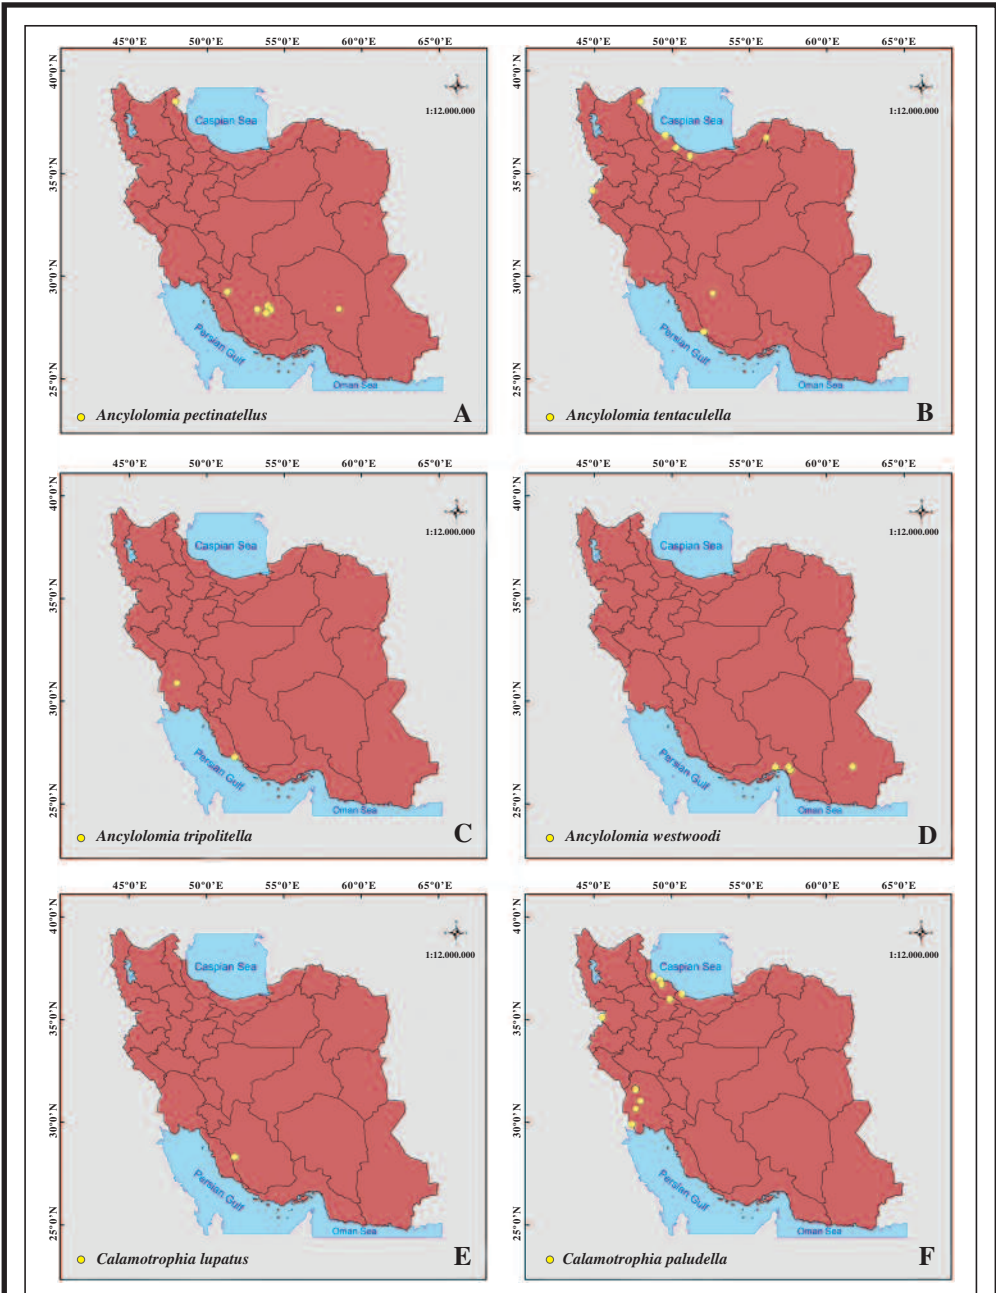 45°0'E 50°0'E 55°0'E 60°0'E 65°0'E
40°0'N
35°0'N
30°0'N
25°0'N
1:12.000.000
Caspian Sea
Persian Gulf
Oman Sea
Ancylolomia pectinatellus
A
45°0'E 50°0'E 55°0'E 60°0'E 65°0'E
40°0'N
35°0'N
30°0'N
25°0'N
1:12.000.000
Caspian Sea
Persian Gulf
Oman Sea
Ancylolomia tentaculella
B
45°0'E 50°0'E 55°0'E 60°0'E 65°0'E
40°0'N
35°0'N
30°0'N
25°0'N
1:12.000.000
Caspian Sea
Persian Gulf
Oman Sea
Ancylolomia tripolitella
C
45°0'E 50°0'E 55°0'E 60°0'E 65°0'E
40°0'N
35°0'N
30°0'N
25°0'N
1:12.000.000
Caspian Sea
Persian Gulf
Oman Sea
Ancylolomia westwoodi
D
45°0'E 50°0'E 55°0'E 60°0'E 65°0'E
40°0'N
35°0'N
30°0'N
25°0'N
1:12.000.000
Caspian Sea
Persian Gulf
Oman Sea
Calamotrophia lupatus
E
45°0'E 50°0'E 55°0'E 60°0'E 65°0'E
40°0'N
35°0'N
30°0'N
25°0'N
1:12.000.000
Caspian Sea
Persian Gulf
Oman Sea
Calamotrophia paludella
F